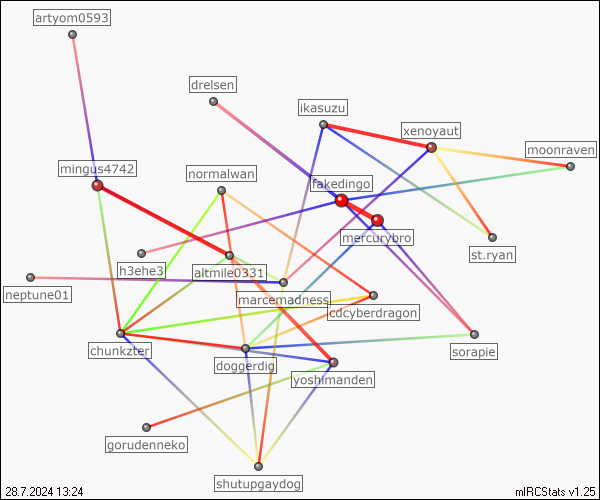 artyom0593
drelsen
ikasuzu
xenoyaut
moonraven
mingus4742
normalwan
fakedingo
mercurybro
st.ryan
h3ehe3
altmile0331
neptune01
marcemadness
cdcyberdragon
chunkzter
doggerdig
sorapie
yoshimanden
gorudenneko
shutupgaydog
28.7.2024 13:24
mIRCStats v1.25